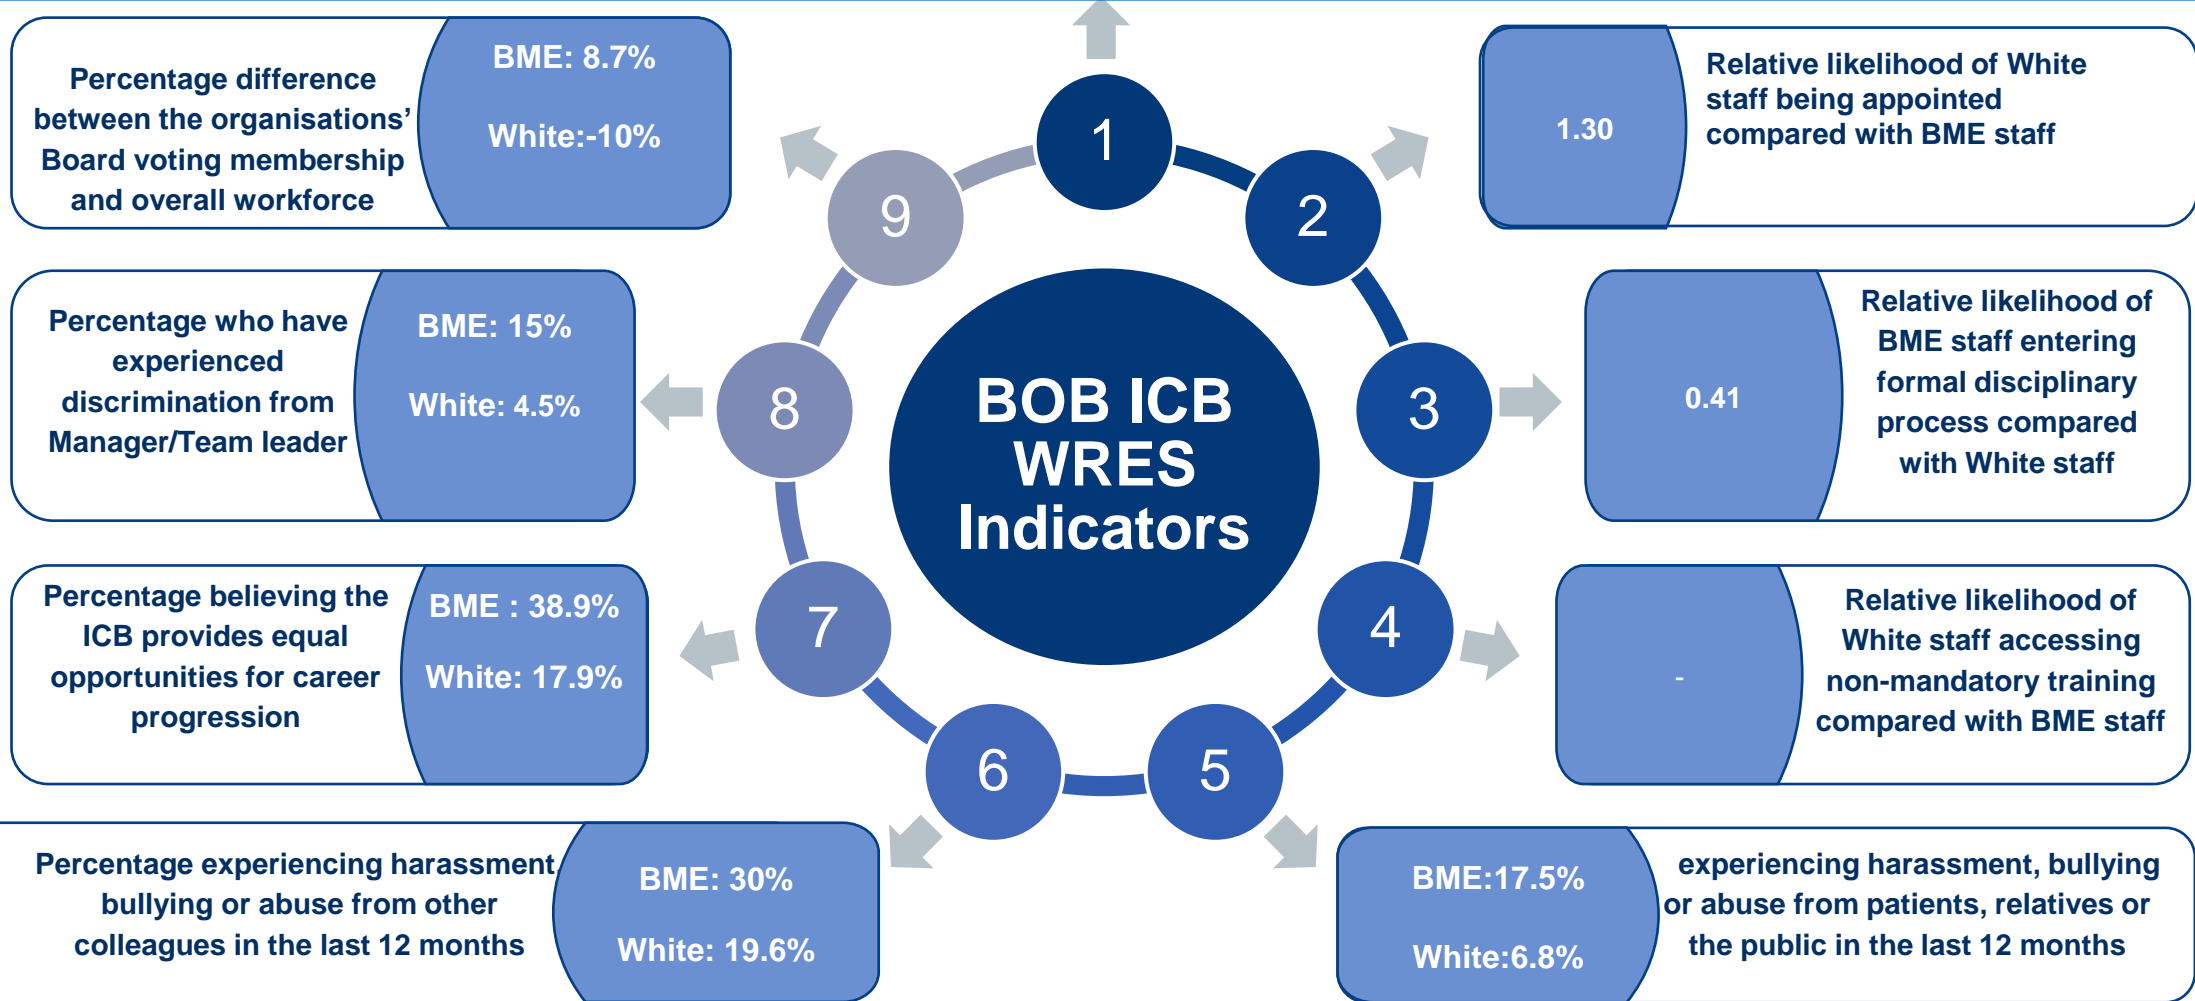 1
Relative likelihood of White
staff being appointed
compared with BME staff
1.30
2
Relative likelihood of
BME staff entering
formal disciplinary
process compared
with White staff
0.41
3
Relative likelihood of
White staff accessing
non-mandatory training
compared with BME staff
-
4
experiencing harassment, bullying
or abuse from patients, relatives or
the public in the last 12 months
BME:17.5%
White:6.8%
5
Percentage experiencing harassment,
bullying or abuse from other
colleagues in the last 12 months
BME: 30%
White: 19.6%
6
Percentage believing the
ICB provides equal
opportunities for career
progression
BME : 38.9%
White: 17.9%
7
Percentage who have
experienced
discrimination from
Manager/Team leader
BME: 15%
White: 4.5%
8
Percentage difference
between the organisations’
Board voting membership
and overall workforce
BME: 8.7%
White:-10%
9
BOB ICB
WRES
Indicators